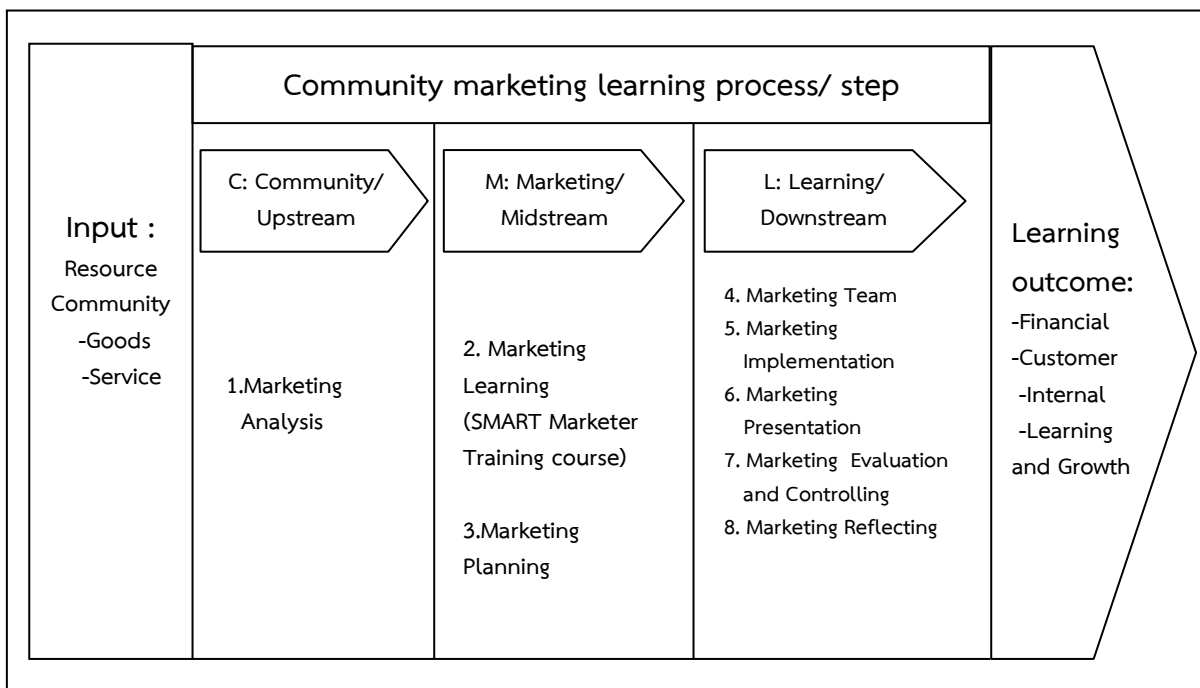 Community marketing learning process/ step
Input :
Resource
Community
-Goods
-Service
C: Community/
Upstream
1.Marketing
Analysis
M: Marketing/
Midstream
2. Marketing
Learning
(SMART Marketer
Training course)
3.Marketing
Planning
L: Learning/
Downstream
4. Marketing Team
5. Marketing
Implementation
6. Marketing
Presentation
7. Marketing Evaluation
and Controlling
8. Marketing Reflecting
Learning
outcome:
-Financial
-Customer
-Internal
-Learning
and Growth